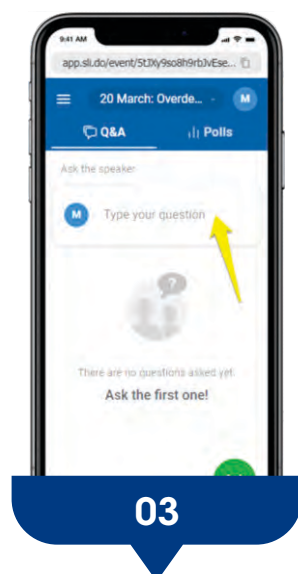 9:41 AM
app.sli.do/event/5tJXy9so8h9rbJvEse...
20 March: Overde...
M
Q&A
Polls
Ask the speaker
M
Type your question
?
There are no questions asked yet.
Ask the first one!
03